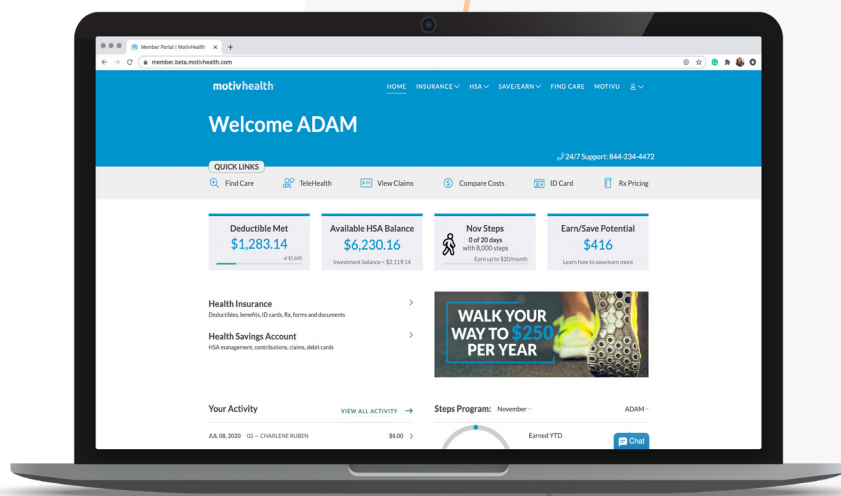 Member Portal | MotivHealth
member.beta.motivhealth.com
motivhealth
HOME INSURANCE HSA SAVE/EARN FIND CARE MOTIVU
Welcome ADAM
24/7 Support: 844-234-4472
QUICK LINKS
Find Care TeleHealth View Claims Compare Costs ID Card Rx Pricing
Deductible Met
$1,283.14
of $5,600
Available HSA Balance
$6,230.16
Investment balance = $2,119.14
Nov Steps
0 of 20 days
with 8,000 steps
Earn up to $20/month
Earn/Save Potential
$416
Learn how to save/earn more
Health Insurance
Deductibles, benefits, ID cards, Rx, forms and documents
Health Savings Account
HSA management, contributions, claims, debit cards
WALK YOUR
WAY TO $250
PER YEAR
Your Activity
VIEW ALL ACTIVITY →
JUL 08, 2020 02 – CHARLENE RUBEN $8.00
Steps Program: November ADAM
Earned YTD
Chat